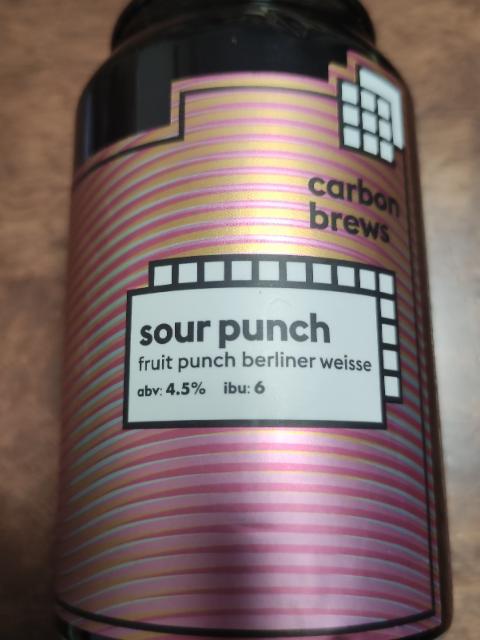 carbon
brews
sour punch
fruit punch berliner weisse
abv: 4.5% ibu: 6